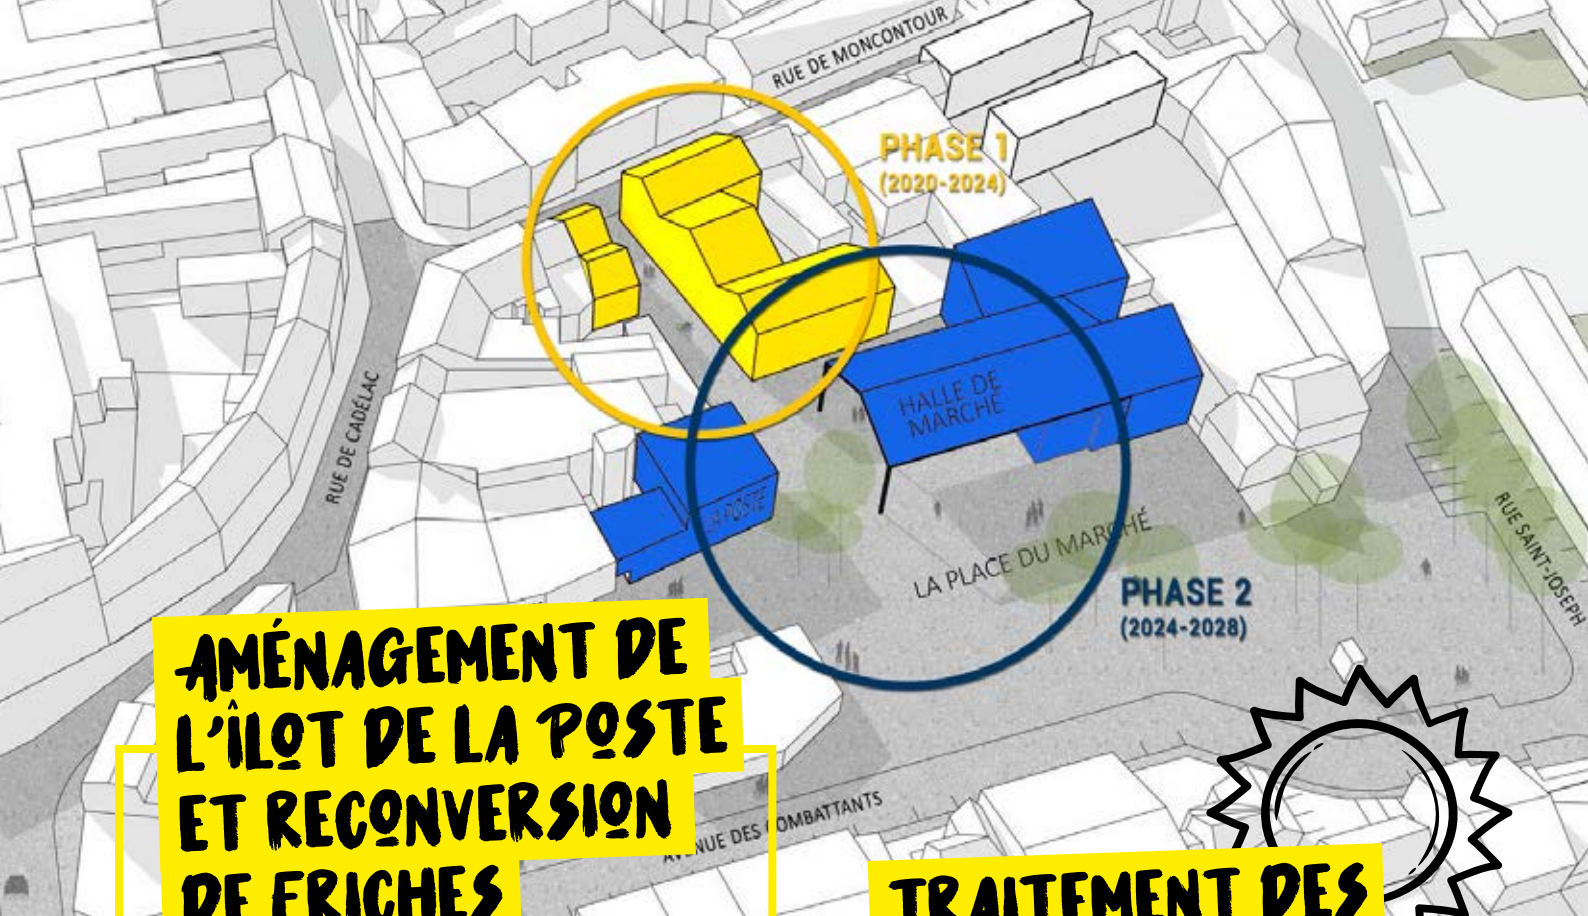 RUE DE MONCONTOUR
PHASE 1
(2020-2024)
RUE DE CADÉLAC
HALLE DE
MARCHÉ
LA POSTE
LA PLACE DU MARCHÉ
RUE SAINT-JOSEPH
PHASE 2
(2024-2028)
AVENUE DES COMBATTANTS
AMÉNAGEMENT DE
L'ÎLOT DE LA POSTE
ET RECONVERSION
DE FRICHES
TRAITEMENT DES